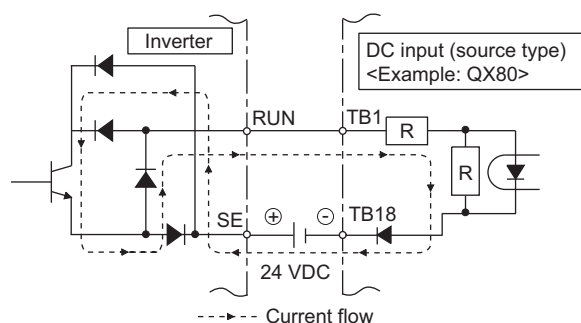 Inverter
DC input (source type)
<Example: QX80>
RUN
TB1
R
R
SE
⊕
⊖
TB18
24 VDC
Current flow